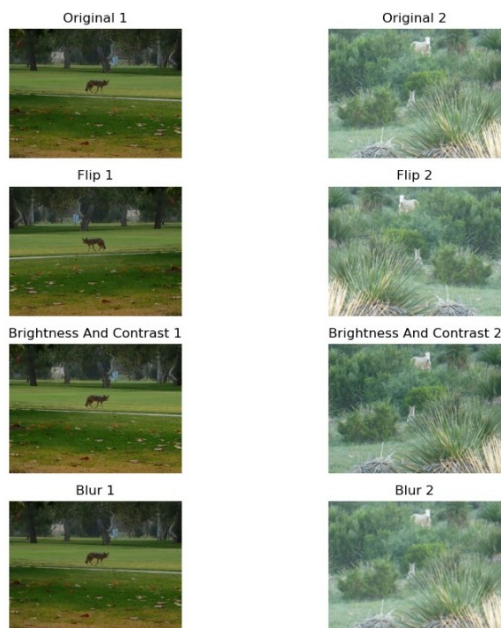 Original 1
Original 2
Flip 1
Flip 2
Brightness And Contrast 1
Brightness And Contrast 2
Blur 1
Blur 2